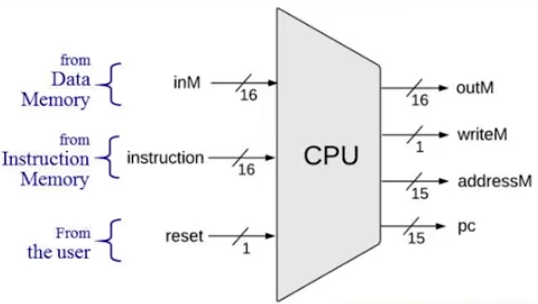 from
Data
Memory
inM
16
from
Instruction
Memory
instruction
16
From
the user
reset
1
CPU
16
outM
1
writeM
15
addressM
15
pc